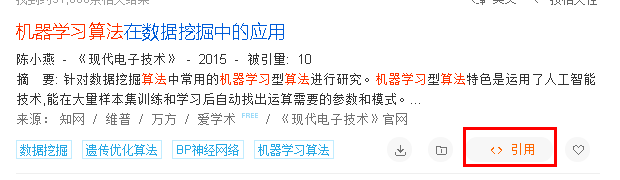 机器学习算法在数据挖掘中的应用
陈小燕 - 《现代电子技术》 - 2015 - 被引量: 10
摘 要: 针对数据挖掘算法中常用的机器学习型算法进行研究。机器学习型算法特色是运用了人工智能
技术,能在大量样本集训练和学习后自动找出运算需要的参数和模式。...
来源: 知网 / 维普 / 万方 / 爱学术 FREE / 《现代电子技术》官网
数据挖掘 遗传优化算法 BP神经网络 机器学习算法 <> 引用